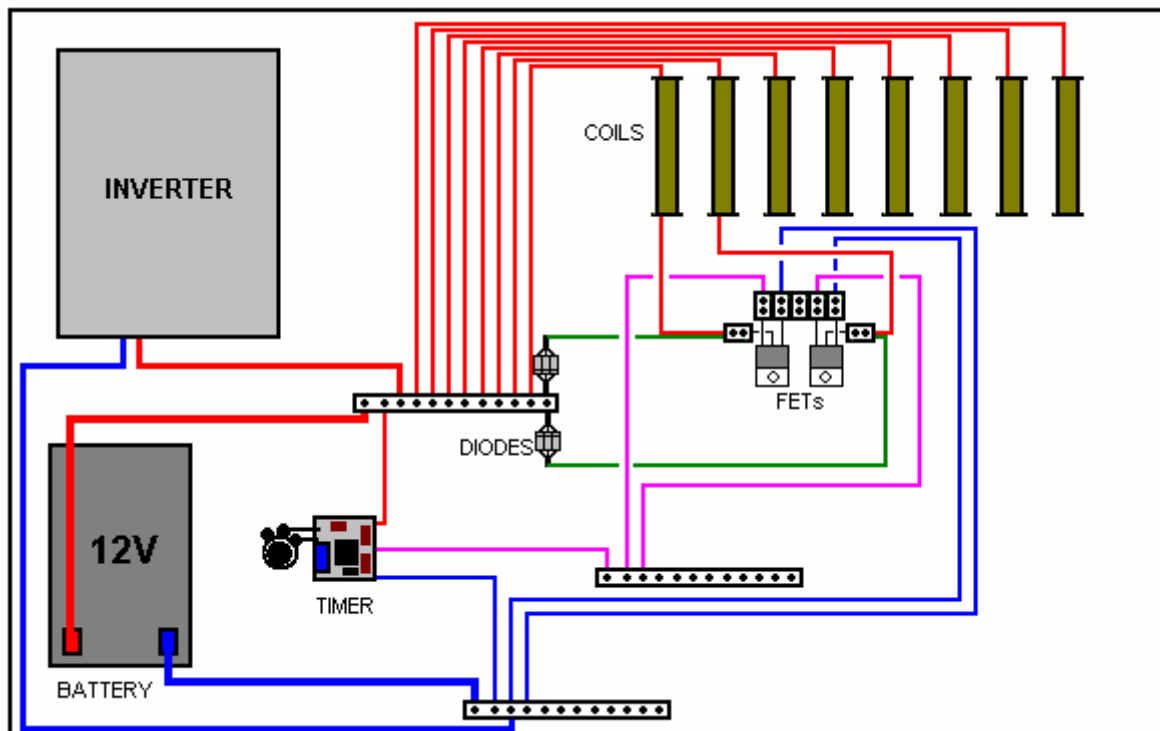 INVERTER
COILS
FETs
DIODES
12V
TIMER
BATTERY